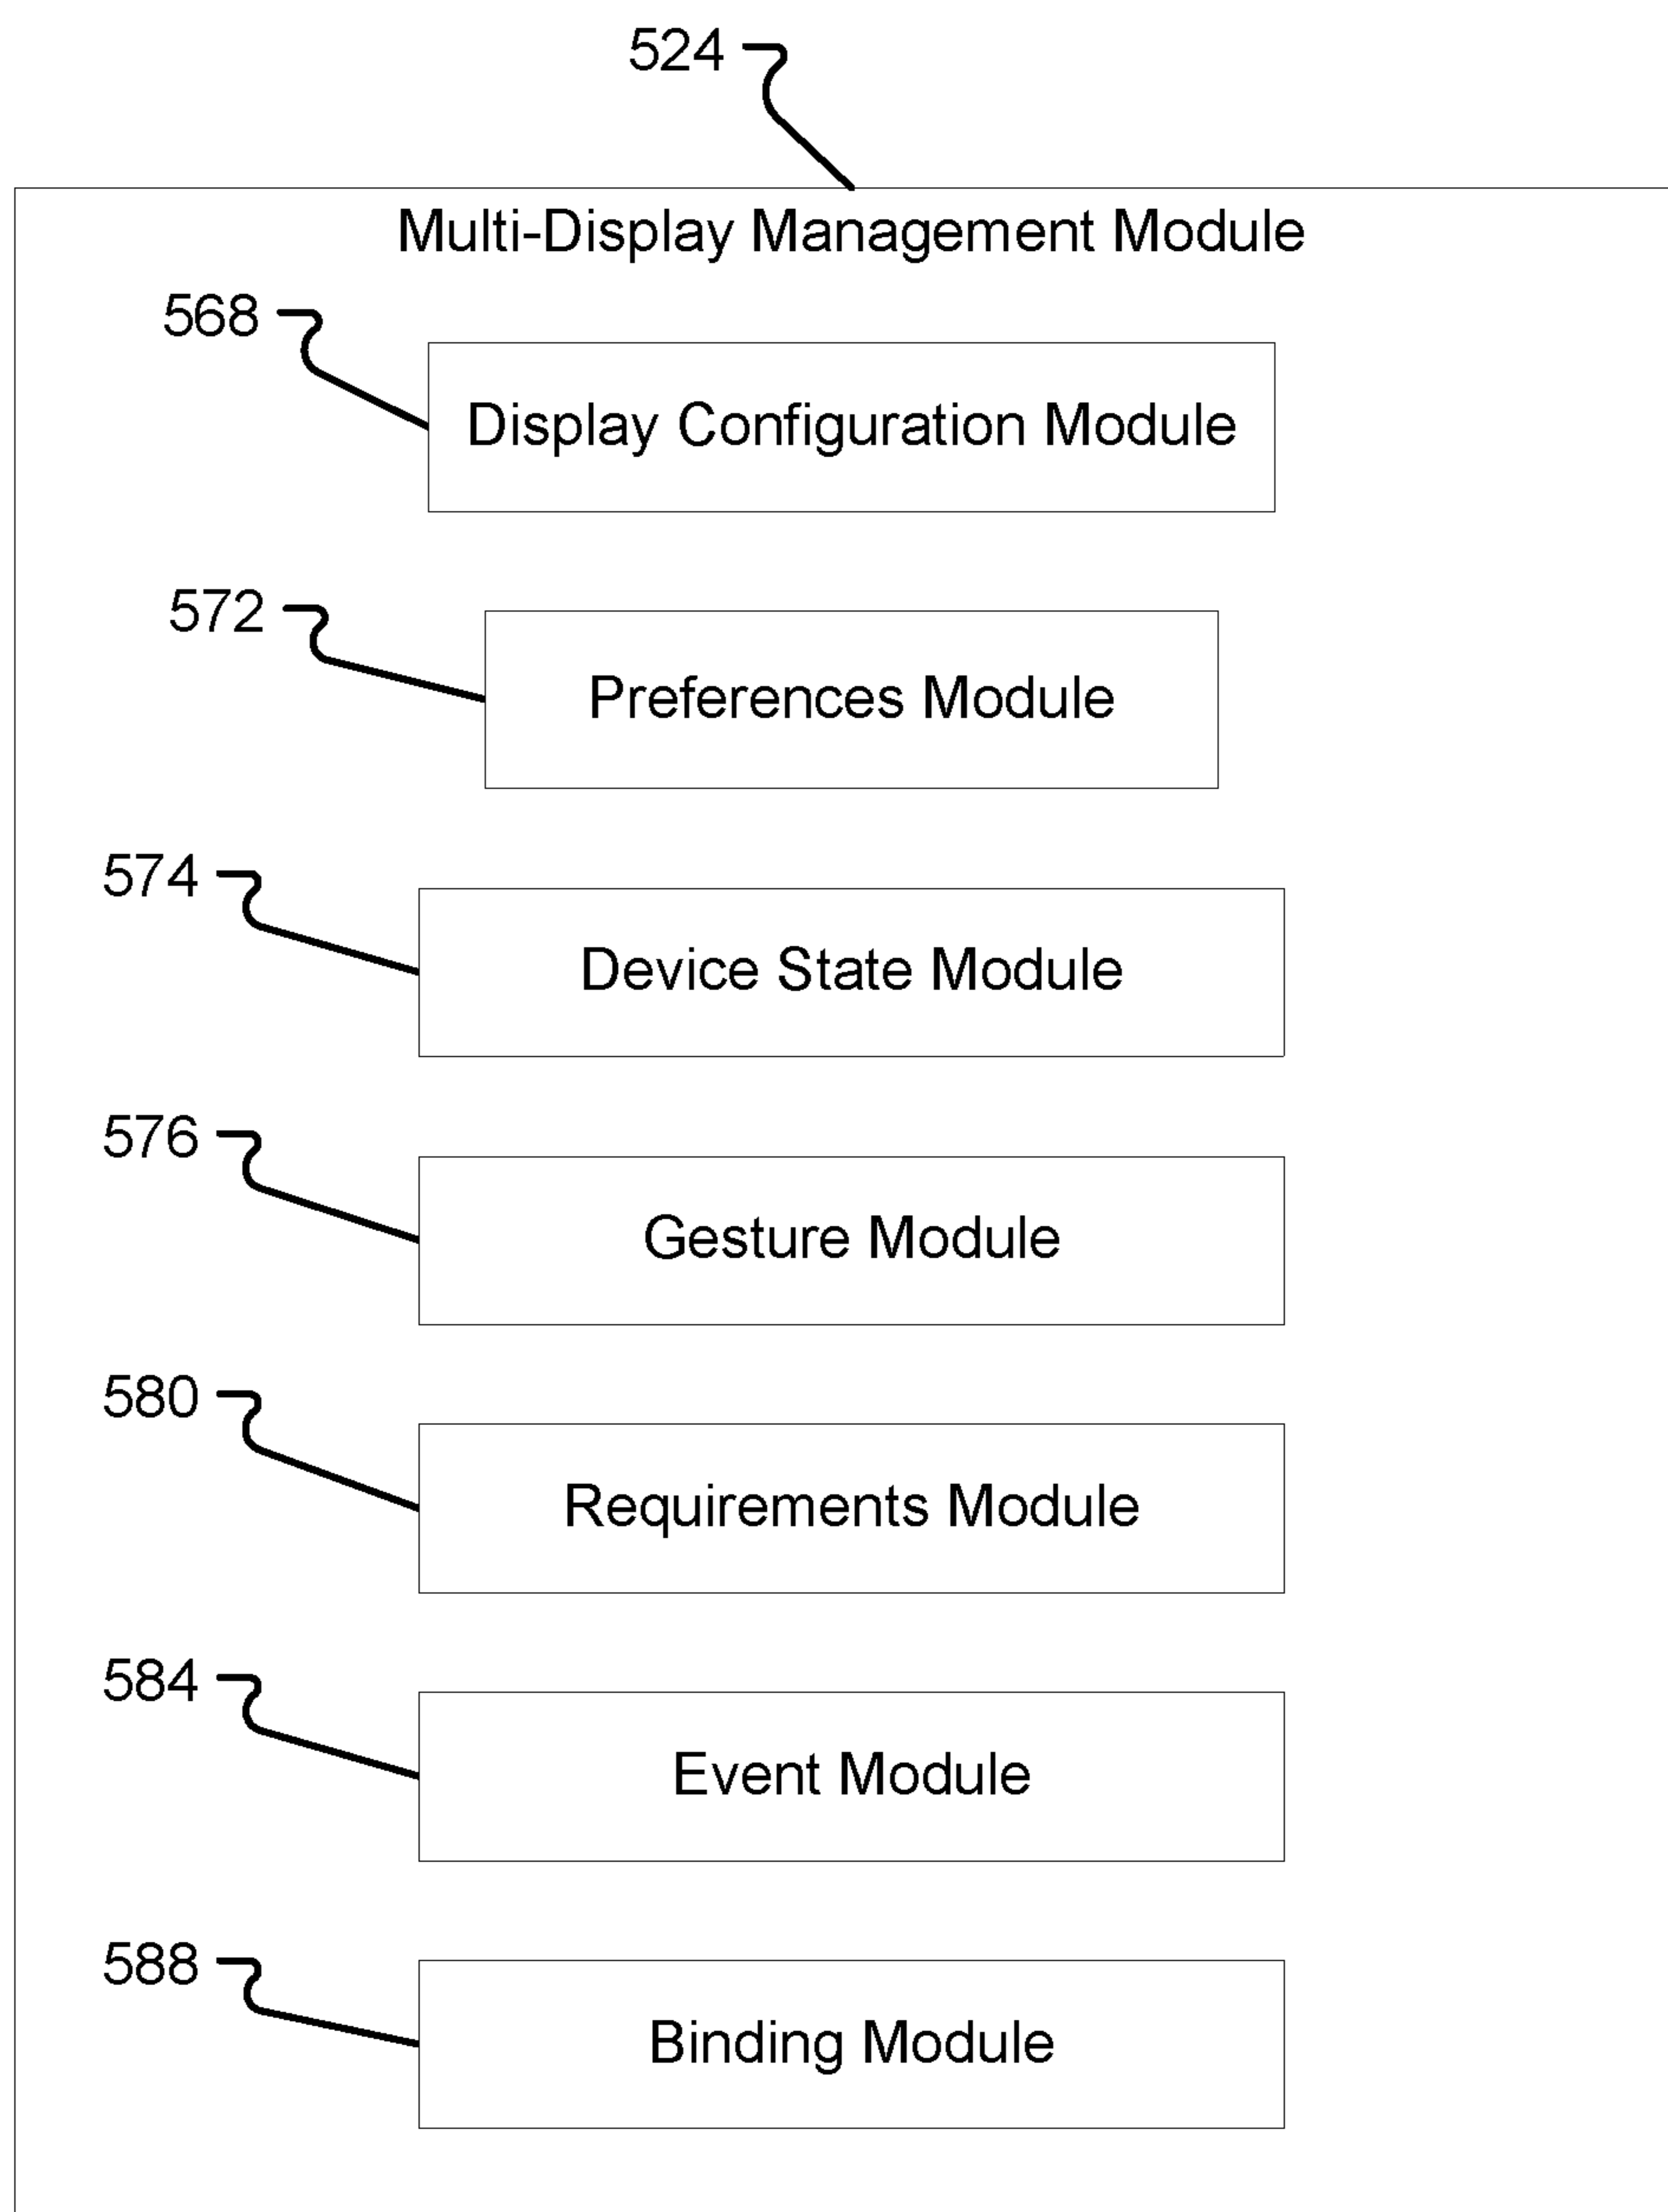 524
Multi-Display Management Module
568
Display Configuration Module
572
Preferences Module
574
Device State Module
576
Gesture Module
580
Requirements Module
584
Event Module
588
Binding Module